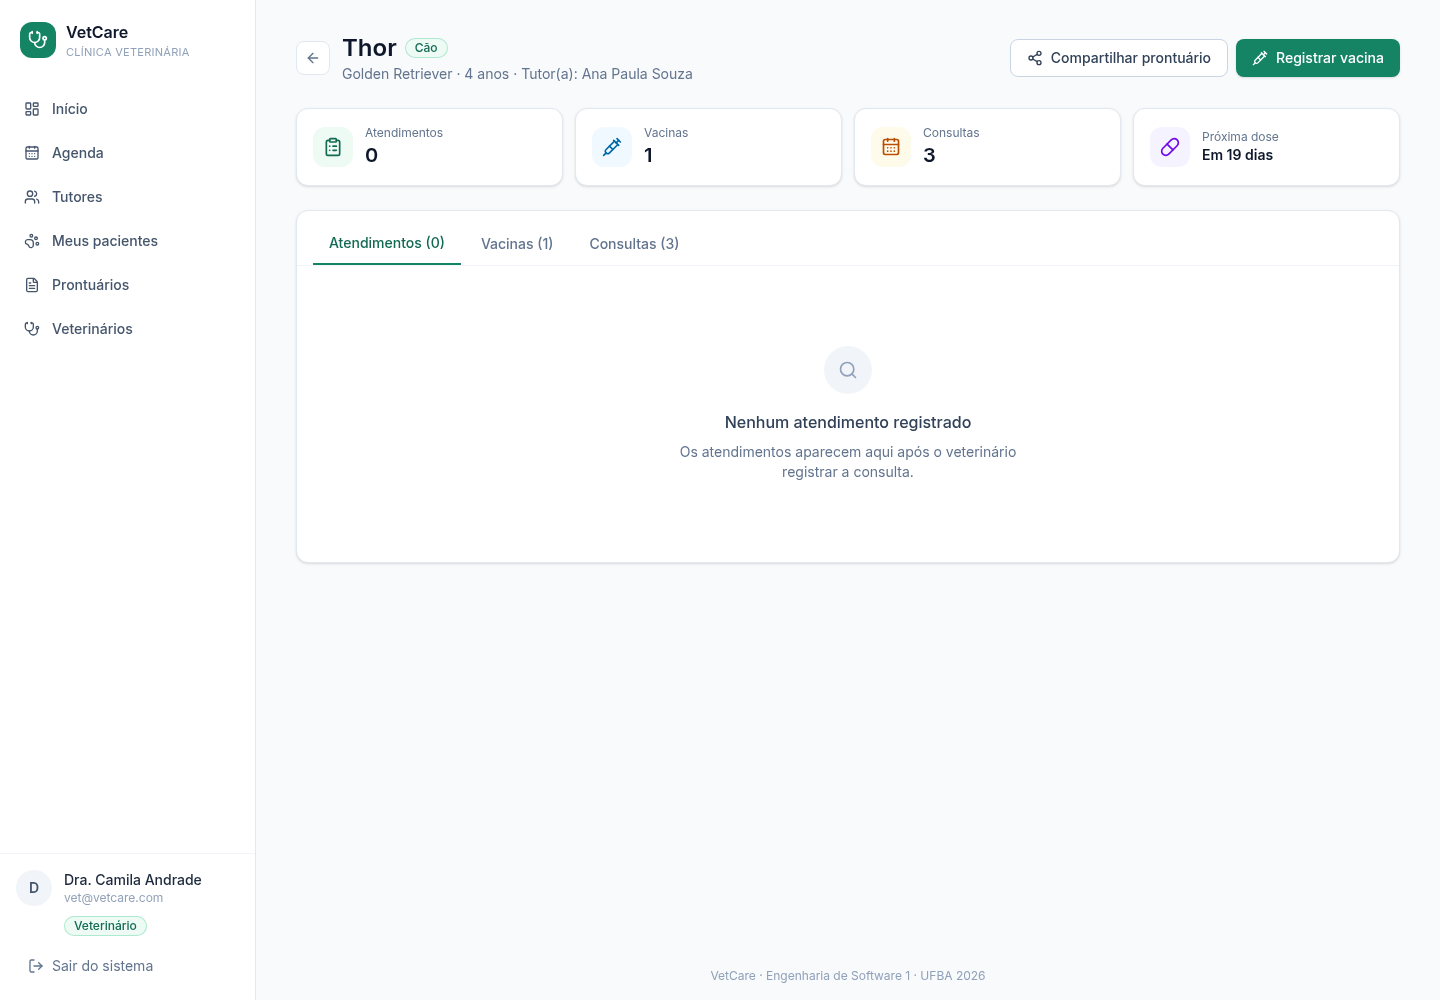 VetCare
CLÍNICA VETERINÁRIA
Início
Agenda
Tutores
Meus pacientes
Prontuários
Veterinários
D
Dra. Camila Andrade
vet@vetcare.com
Veterinário
Sair do sistema
Thor
Cão
Golden Retriever · 4 anos · Tutor(a): Ana Paula Souza
Compartilhar prontuário
Registrar vacina
Atendimentos
0
Vacinas
1
Consultas
3
Próxima dose
Em 19 dias
Atendimentos (0)
Vacinas (1)
Consultas (3)
Nenhum atendimento registrado
Os atendimentos aparecem aqui após o veterinário
registrar a consulta.
VetCare · Engenharia de Software 1 · UFBA 2026